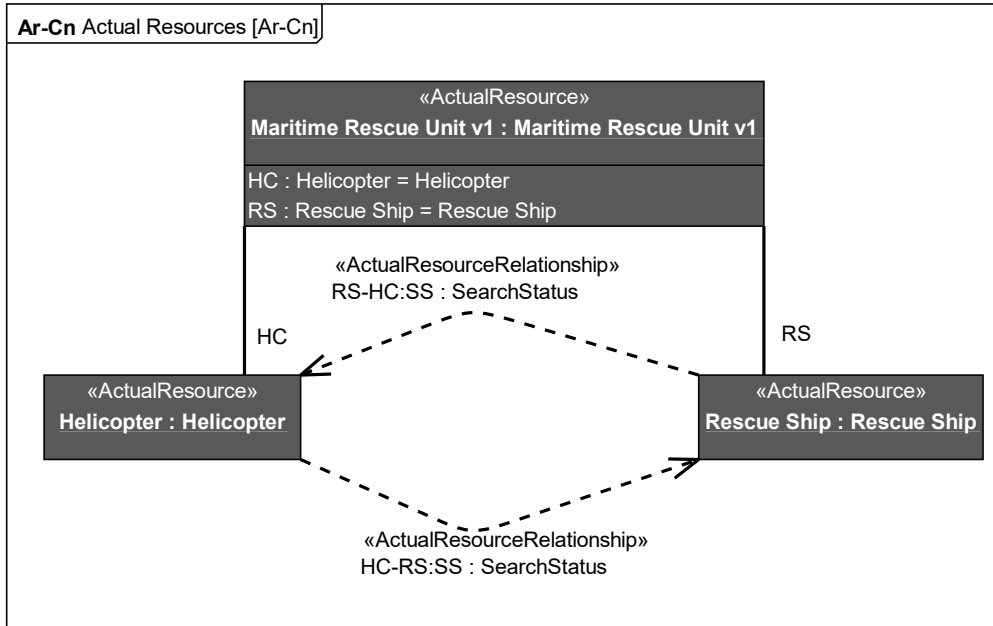 Ar-Cn Actual Resources [Ar-Cn]
«ActualResource»
Maritime Rescue Unit v1 : Maritime Rescue Unit v1
HC : Helicopter = Helicopter
RS : Rescue Ship = Rescue Ship
«ActualResourceRelationship»
RS-HC:SS : SearchStatus
HC
RS
«ActualResource»
Helicopter : Helicopter
«ActualResource»
Rescue Ship : Rescue Ship
«ActualResourceRelationship»
HC-RS:SS : SearchStatus